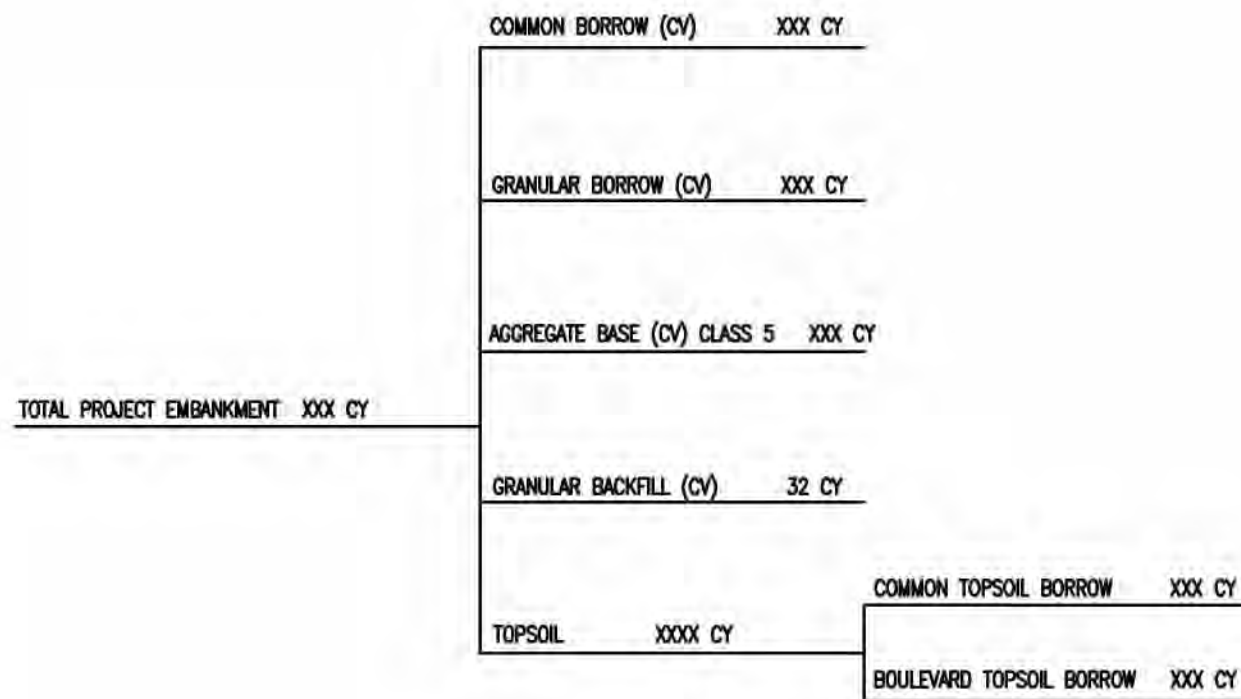 COMMON BORROW (CV) XXX CY
GRANULAR BORROW (CV) XXX CY
AGGREGATE BASE (CV) CLASS 5 XXX CY
TOTAL PROJECT EMBANKMENT XXX CY
GRANULAR BACKFILL (CV) 32 CY
COMMON TOPSOIL BORROW XXX CY
TOPSOIL XXXX CY
BOULEVARD TOPSOIL BORROW XXX CY